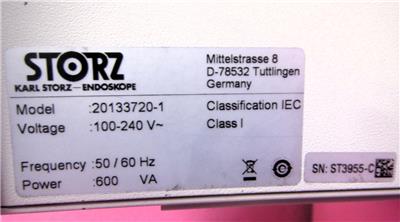 STORZ
KARL STORZ—ENDOSKOPE
Mittelstrasse 8
D-78532 Tuttlingen
Germany
Model :20133720-1
Classification IEC
Voltage :100-240 V~
Class I
Frequency :50 / 60 Hz
Power :600 VA
SN: ST3955-C